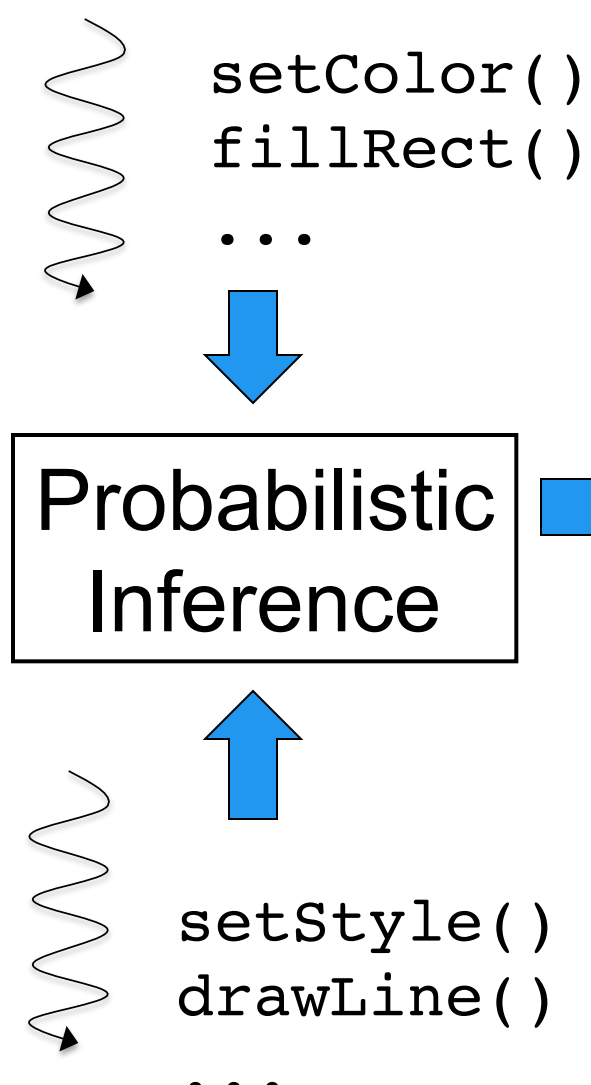 setColor()
fillRect()
...
Probabilistic
Inference
setStyle()
drawLine()
...